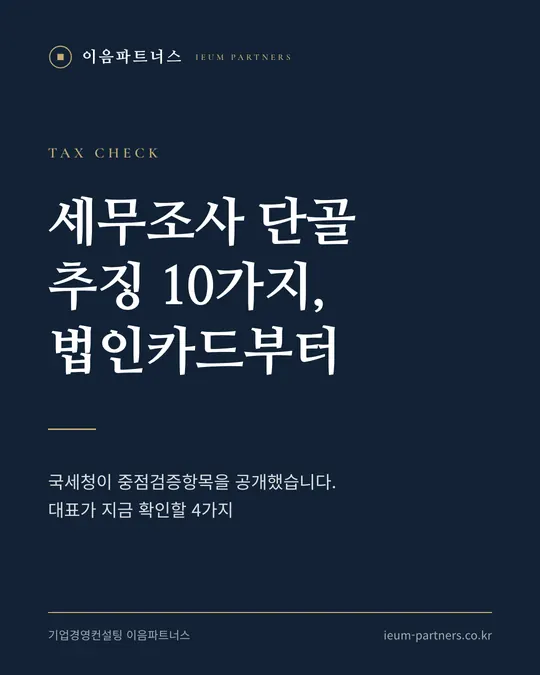 이음파트너스 IEUM PARTNERS
TAX CHECK
세무조사 단골
추징 10가지,
법인카드부터
국세청이 중점검증항목을 공개했습니다.
대표가 지금 확인할 4가지
기업경영컨설팅 이음파트너스
ieum-partners.co.kr